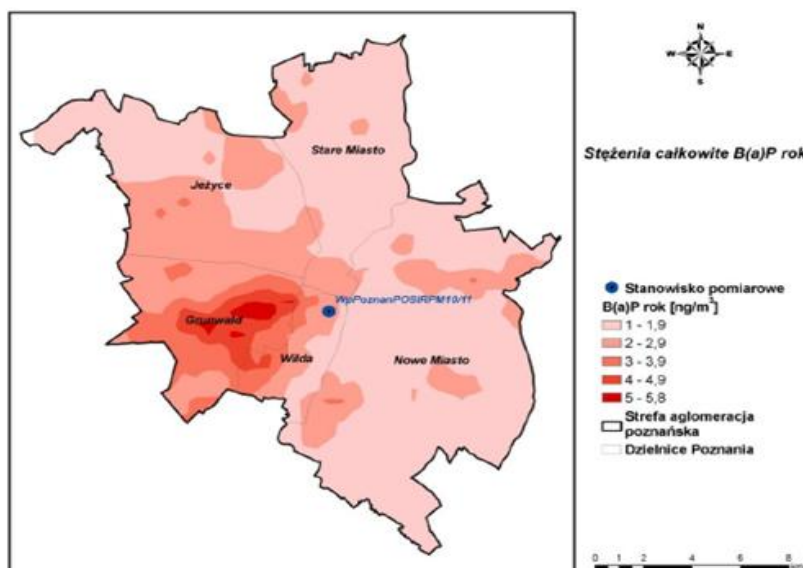 N
W E
S
Stężenia całkowite B(a)P rok
Stare Miasto
Jeżyce
WpPoznanPOSIRPM10/11
Grunwald
Wilda
Nowe Miasto
Stanowisko pomiarowe
B(a)P rok [ng/m³]
1 - 1,9
2 - 2,9
3 - 3,9
4 - 4,9
5 - 5,8
Strefa aglomeracja
poznańska
Dzielnice Poznania
0 1 2 4 6 8